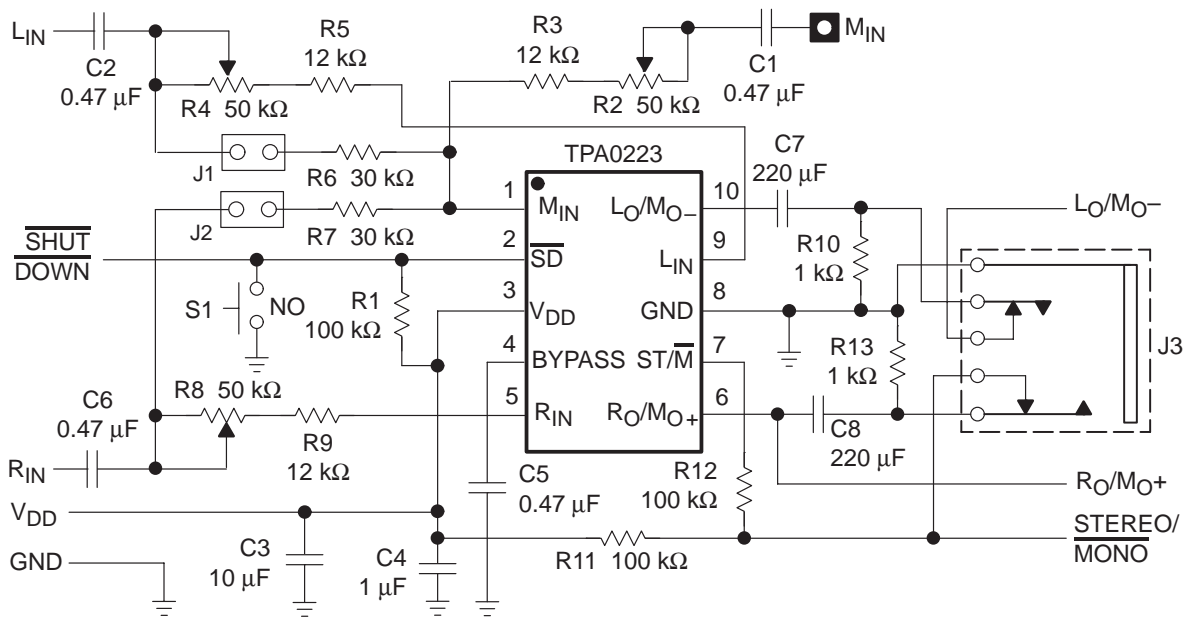 L_IN
C2
0.47 μF
R5
12 kΩ
R4 50 kΩ
R3
12 kΩ
R2 50 kΩ
C1
0.47 μF
M_IN
J1
R6 30 kΩ
J2
R7 30 kΩ
SHUT
DOWN
S1
NO
R1
100 kΩ
TPA0223
1
M_IN
2
SD
3
V_DD
4
BYPASS
5
R_IN
10
L_O/M_O−
9
L_IN
8
GND
7
ST/M
6
R_O/M_O+
C7
220 μF
R10
1 kΩ
R13
1 kΩ
C8
220 μF
L_O/M_O−
J3
R_O/M_O+
STEREO/
MONO
R12
100 kΩ
R11 100 kΩ
R8 50 kΩ
R9
12 kΩ
C6
0.47 μF
R_IN
V_DD
GND
C3
10 μF
C4
1 μF
C5
0.47 μF